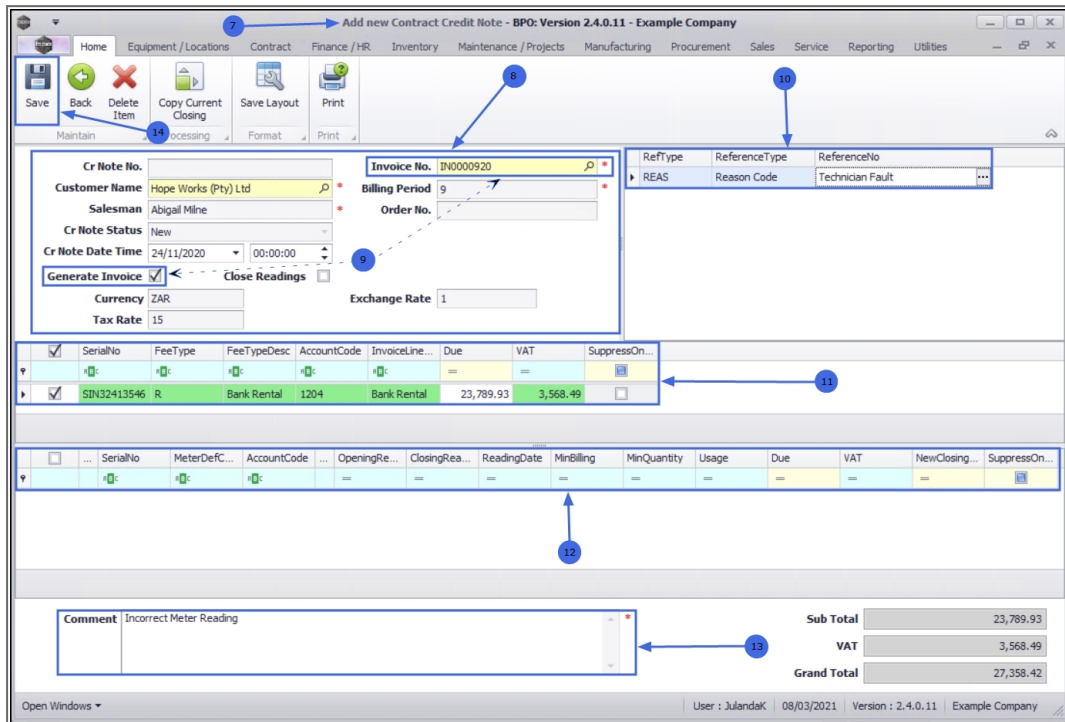 7
Add new Contract Credit Note - BPO: Version 2.4.0.11 - Example Company
Home Equipment / Locations Contract Finance / HR Inventory Maintenance / Projects Manufacturing Procurement Sales Service Reporting Utilities
Save Back Delete Item Copy Current Closing Save Layout Print
Maintain Processing Format Print
14
8
10
Cr Note No. Invoice No. IN0000920 *
Customer Name Hope Works (Pty) Ltd * Billing Period 9 *
Salesman Abigail Milne * Order No.
Cr Note Status New
Cr Note Date Time 24/11/2020 00:00:00
9
Generate Invoice Close Readings
Currency ZAR Exchange Rate 1
Tax Rate 15
RefType ReferenceType ReferenceNo
REAS Reason Code Technician Fault ...
SerialNo FeeType FeeTypeDesc AccountCode InvoiceLine... Due VAT SuppressOn...
= =
SIN32413546 R Bank Rental 1204 Bank Rental 23,789.93 3,568.49
11
... SerialNo MeterDefC... AccountCode ... OpeningRe... ClosingRea... ReadingDate MinBilling MinQuantity Usage Due VAT NewClosing... SuppressOn...
= = = = = = = = =
12
Comment Incorrect Meter Reading *
13
Sub Total 23,789.93
VAT 3,568.49
Grand Total 27,358.42
Open Windows User : JulandaK 08/03/2021 Version : 2.4.0.11 Example Company